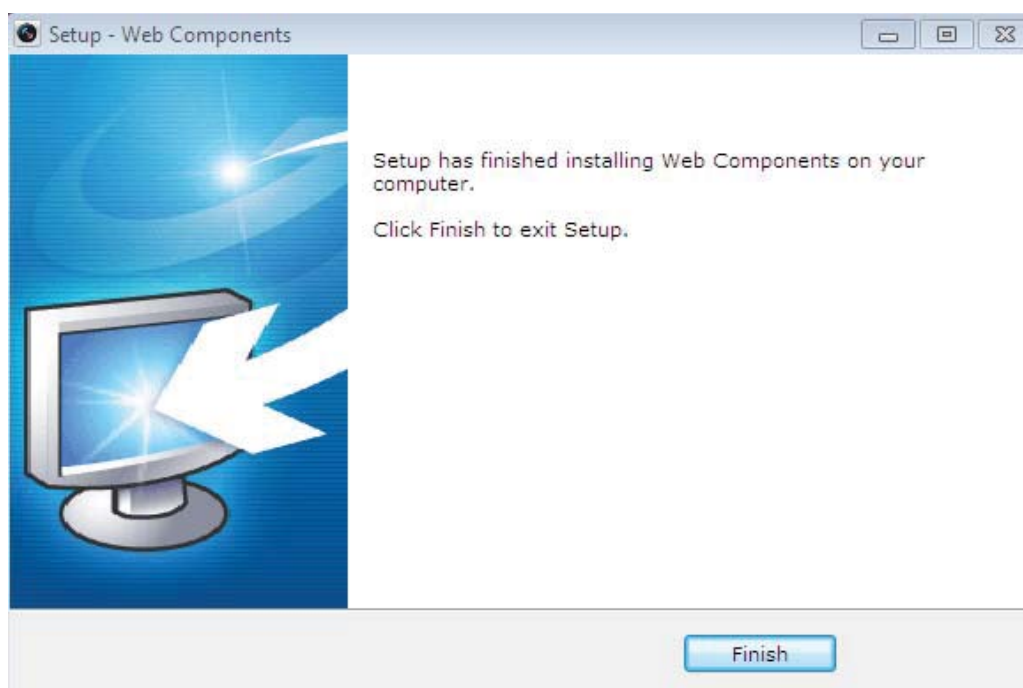 Setup - Web Components
Setup has finished installing Web Components on your
computer.
Click Finish to exit Setup.
Finish